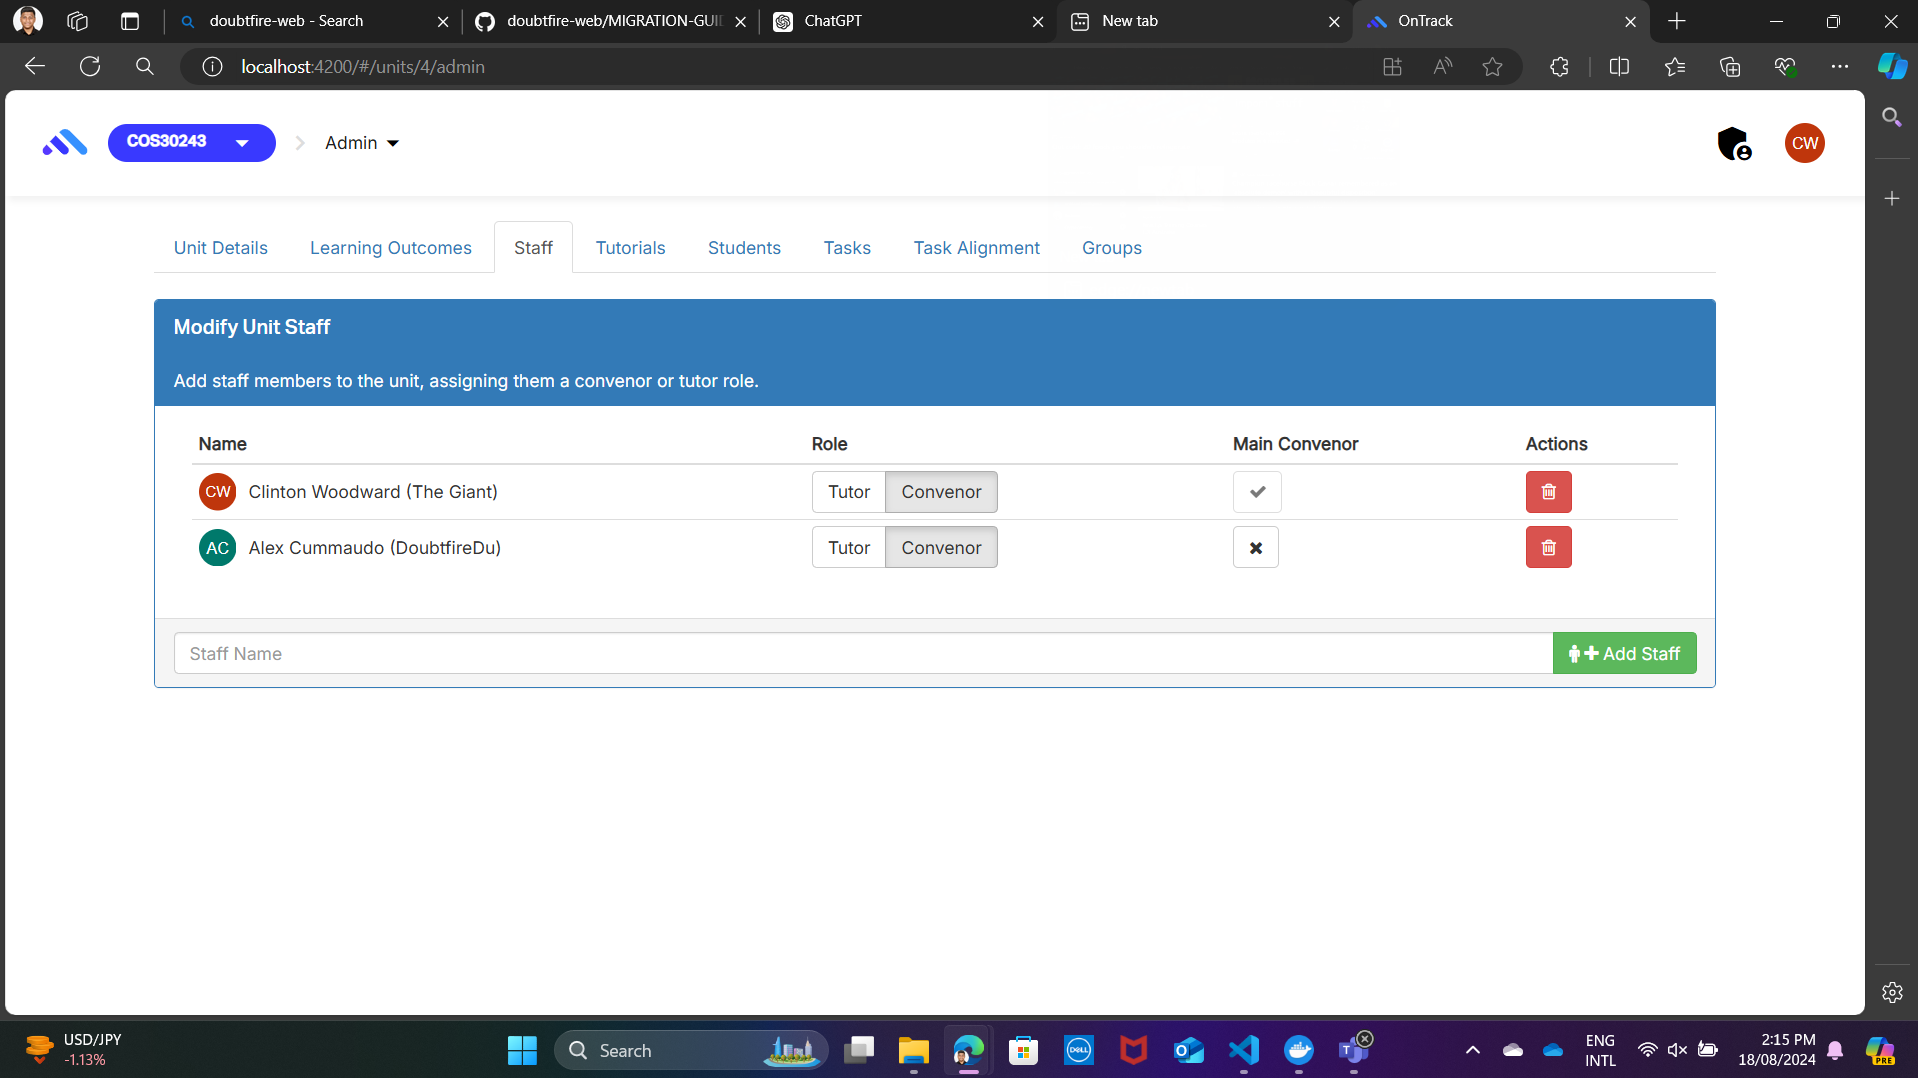 doubtfire-web - Search
doubtfire-web/MIGRATION-GUI
ChatGPT
New tab
OnTrack
localhost:4200/#/units/4/admin
COS30243
Admin
CW
Unit Details
Learning Outcomes
Staff
Tutorials
Students
Tasks
Task Alignment
Groups
Modify Unit Staff
Add staff members to the unit, assigning them a convenor or tutor role.
Name Role Main Convenor Actions
CW Clinton Woodward (The Giant) Tutor Convenor
AC Alex Cummaudo (DoubtfireDu) Tutor Convenor
Staff Name
Add Staff
USD/JPY
-1.13%
Search
DELL
ENG
INTL
2:15 PM
18/08/2024
PRE